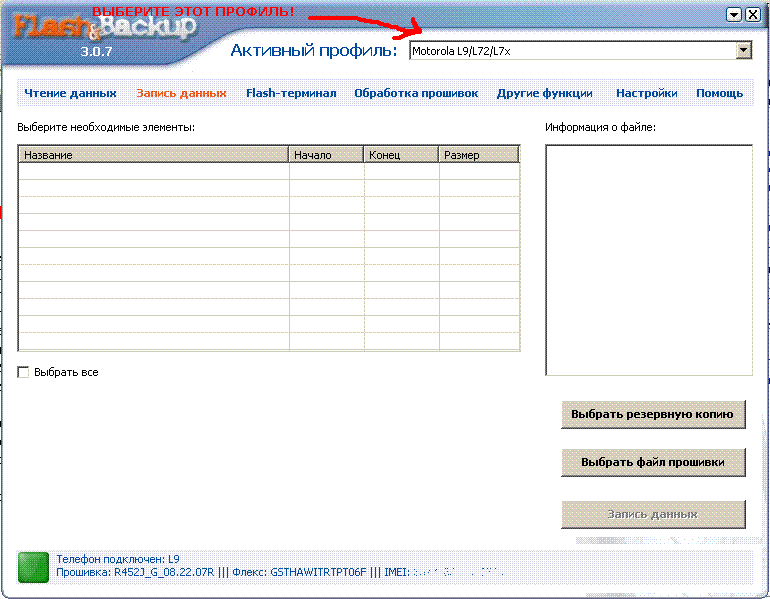 ВЫБЕРИТЕ ЭТОТ ПРОФИЛЬ!
Flash&Backup
3.0.7
Активный профиль: Motorola L9/L72/L7x
Чтение данных Запись данных Flash-терминал Обработка прошивок Другие функции Настройки Помощь
Выберите необходимые элементы: Информация о файле:
Название Начало Конец Размер
Выбрать все
Выбрать резервную копию
Выбрать файл прошивки
Запись данных
Телефон подключен: L9
Прошивка: R452J_G_08.22.07R ||| Флекс: GSTHAWITRTPT06F ||| IMEI: